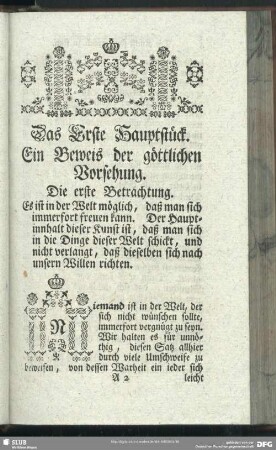 Das Erste Hauptstück.
Ein Beweis der göttlichen
Vorsehung.
Die erste Betrachtung.
Es ist in der Welt möglich, daß man sich
immerfort freuen kann. Der Haupt-
innhalt dieser Kunst ist, daß man sich
in die Dinge dieser Welt schickt, und
nicht verlangt, daß dieselben sich nach
unsern Willen richten.
Niemand ist in der Welt, der
sich nicht wünschen sollte,
immerfort vergnügt zu seyn.
Wir halten es für unnö-
thig diesen Satz allhier
durch viele Umschweife zu
beweisen, von dessen Warheit ein ieder sich
A 2 leicht
SLUB
DFG